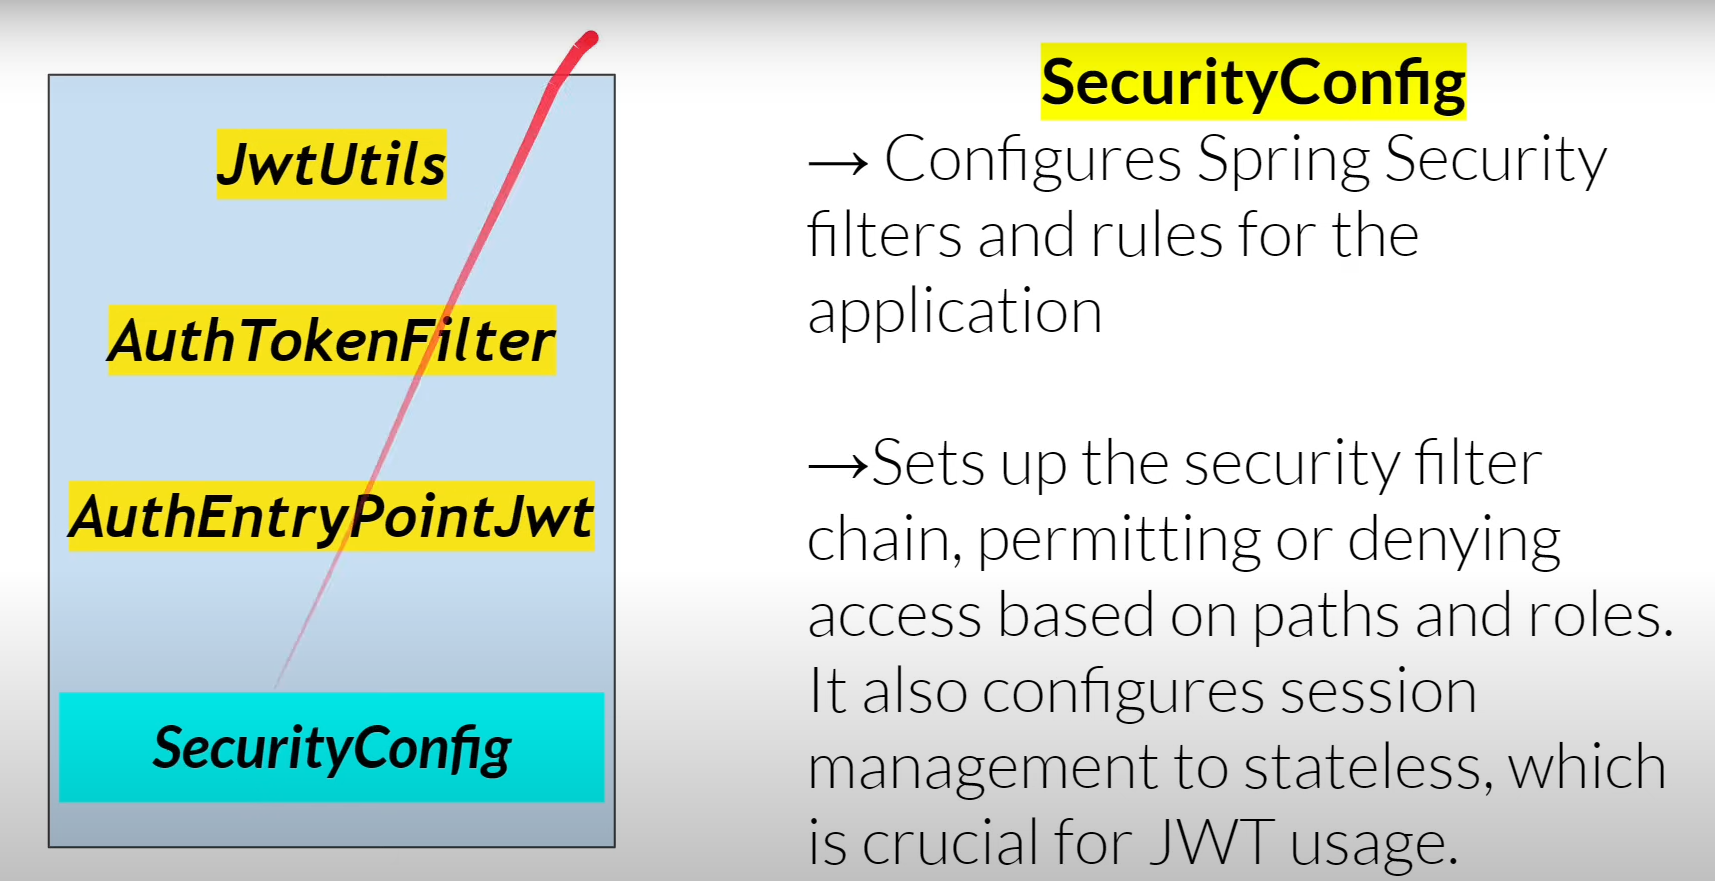 JwtUtils
AuthTokenFilter
AuthEntryPointJwt
SecurityConfig
SecurityConfig
→ Configures Spring Security
filters and rules for the
application
→Sets up the security filter
chain, permitting or denying
access based on paths and roles.
It also configures session
management to stateless, which
is crucial for JWT usage.